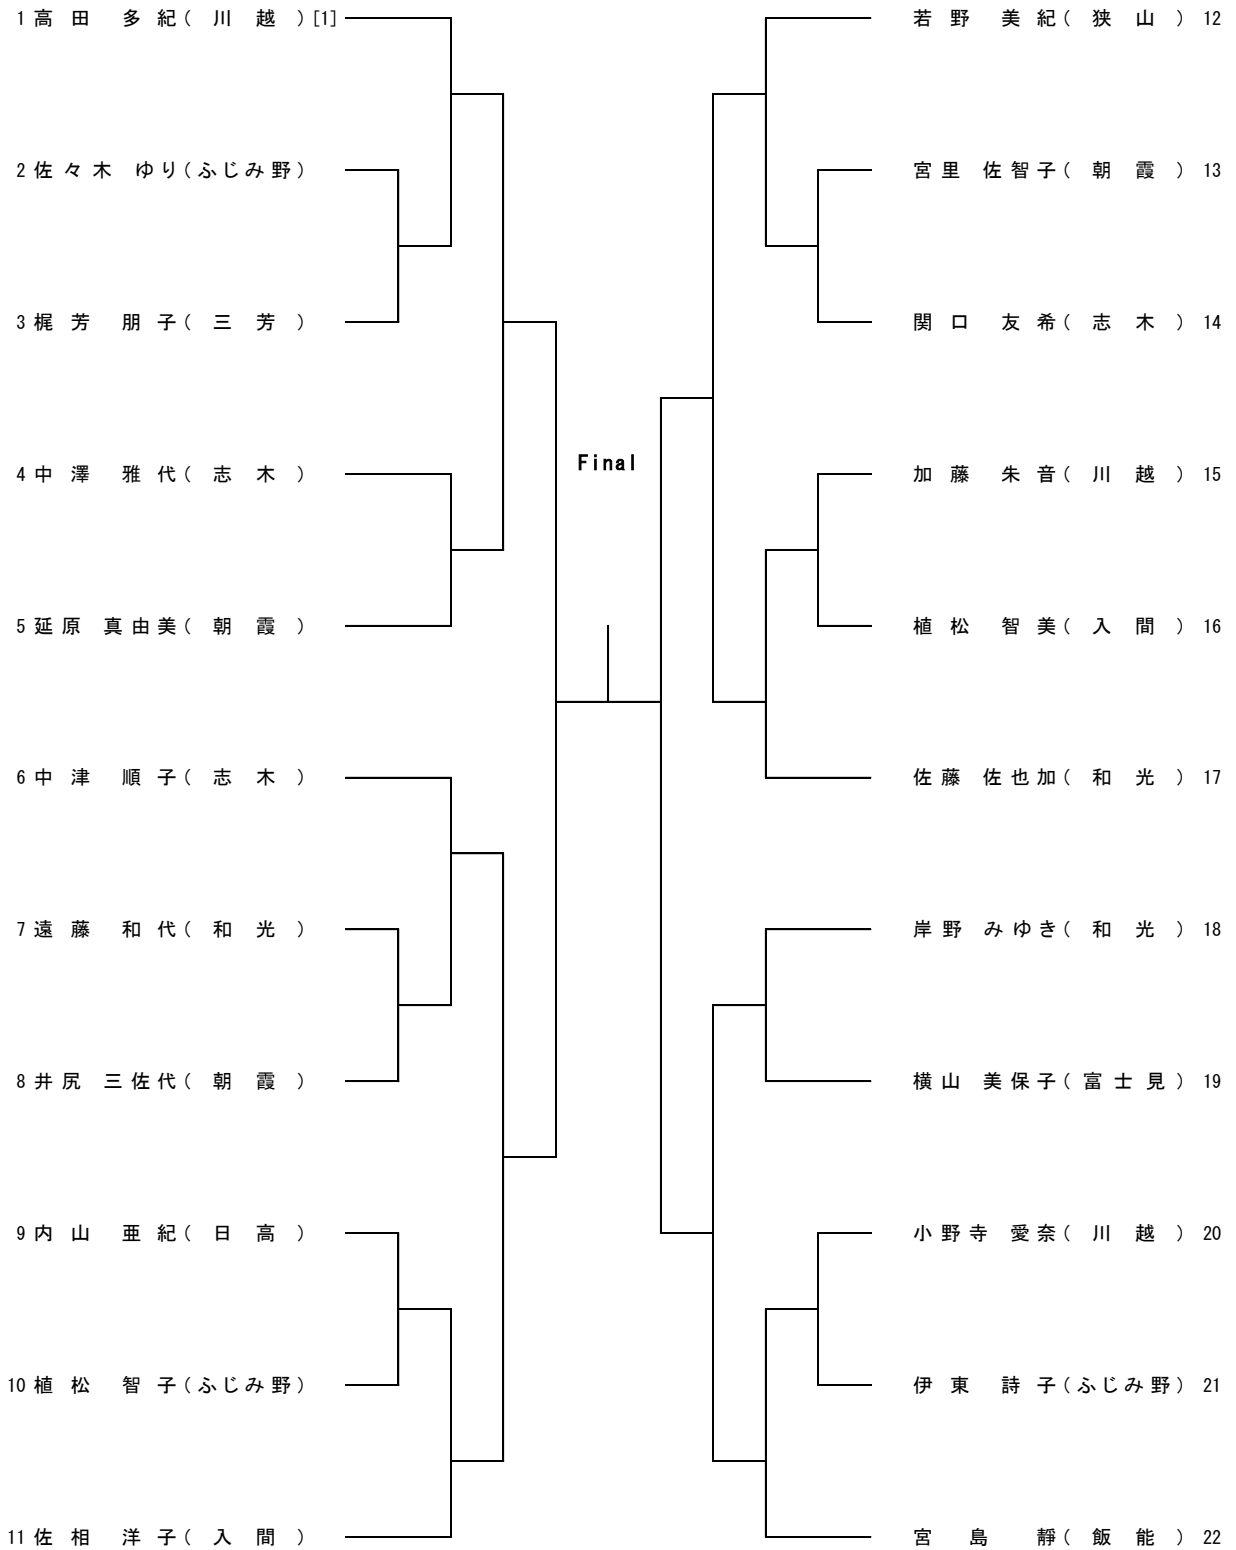 1 高田 多紀(川越)[1]
2 佐々木 ゆり(ふじみ野)
3 梶芳 朋子(三芳)
4 中澤 雅代(志木)
5 延原 真由美(朝霞)
6 中津 順子(志木)
7 遠藤 和代(和光)
8 井尻 三佐代(朝霞)
9 内山 亜紀(日高)
10 植松 智子(ふじみ野)
11 佐相 洋子(入間)
Final
若野 美紀(狭山) 12
宮里 佐智子(朝霞) 13
関口 友希(志木) 14
加藤 朱音(川越) 15
植松 智美(入間) 16
佐藤 佐也加(和光) 17
岸野 みゆき(和光) 18
横山 美保子(富士見) 19
小野寺 愛奈(川越) 20
伊東 詩子(ふじみ野) 21
宮島 靜(飯能) 22